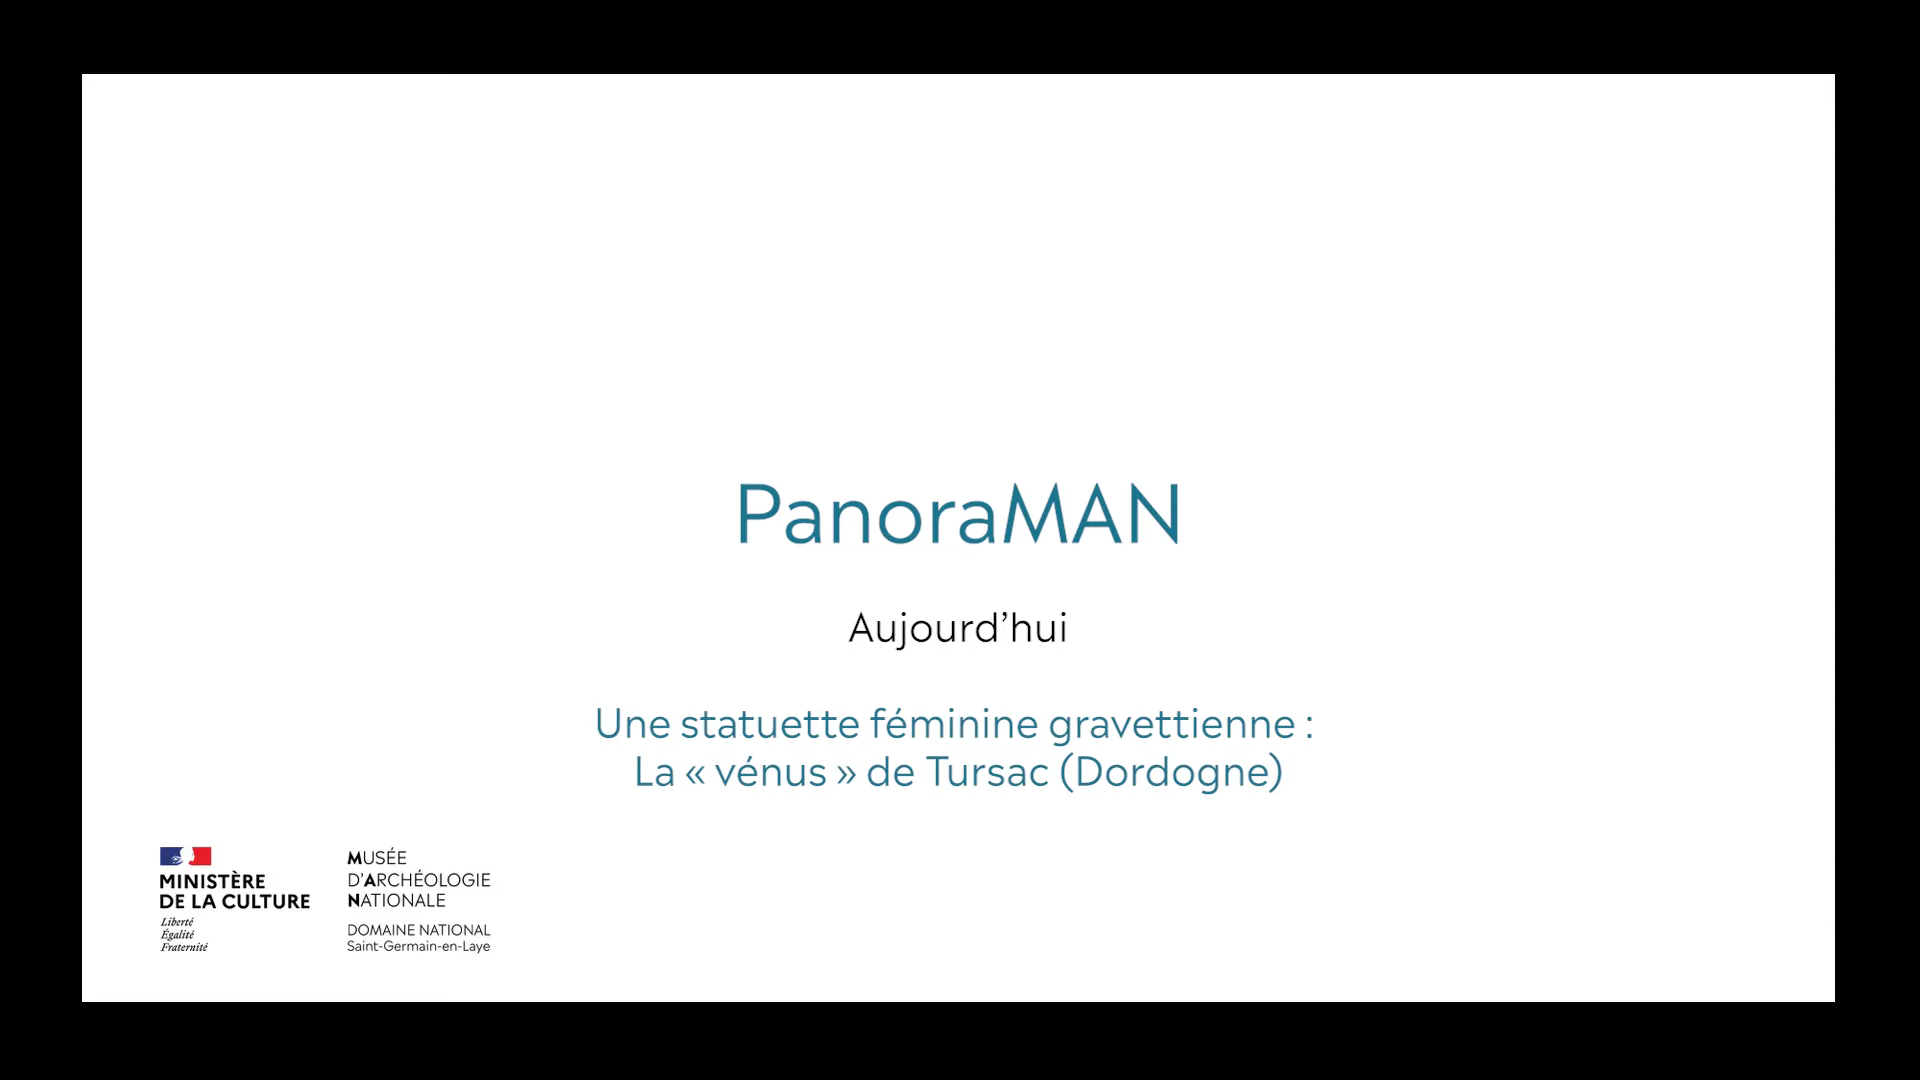 PanoraMAN
Aujourd’hui
Une statuette féminine gravettienne :
La « vénus » de Tursac (Dordogne)
MINISTÈRE
DE LA CULTURE
Liberté
Égalité
Fraternité
MUSÉE
D’ARCHÉOLOGIE
NATIONALE
DOMAINE NATIONAL
Saint-Germain-en-Laye